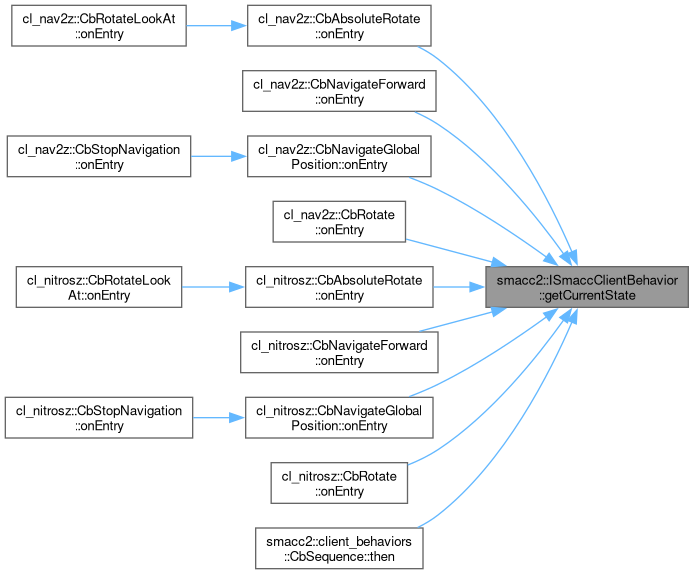 cl_nav2z::CbRotateLookAt
::onEntry
cl_nav2z::CbAbsoluteRotate
::onEntry
cl_nav2z::CbNavigateForward
::onEntry
cl_nav2z::CbStopNavigation
::onEntry
cl_nav2z::CbNavigateGlobal
Position::onEntry
cl_nav2z::CbRotate
::onEntry
cl_nitrosz::CbRotateLook
At::onEntry
cl_nitrosz::CbAbsoluteRotate
::onEntry
smacc2::ISmaccClientBehavior
::getCurrentState
cl_nitrosz::CbNavigateForward
::onEntry
cl_nitrosz::CbStopNavigation
::onEntry
cl_nitrosz::CbNavigateGlobal
Position::onEntry
cl_nitrosz::CbRotate
::onEntry
smacc2::client_behaviors
::CbSequence::then